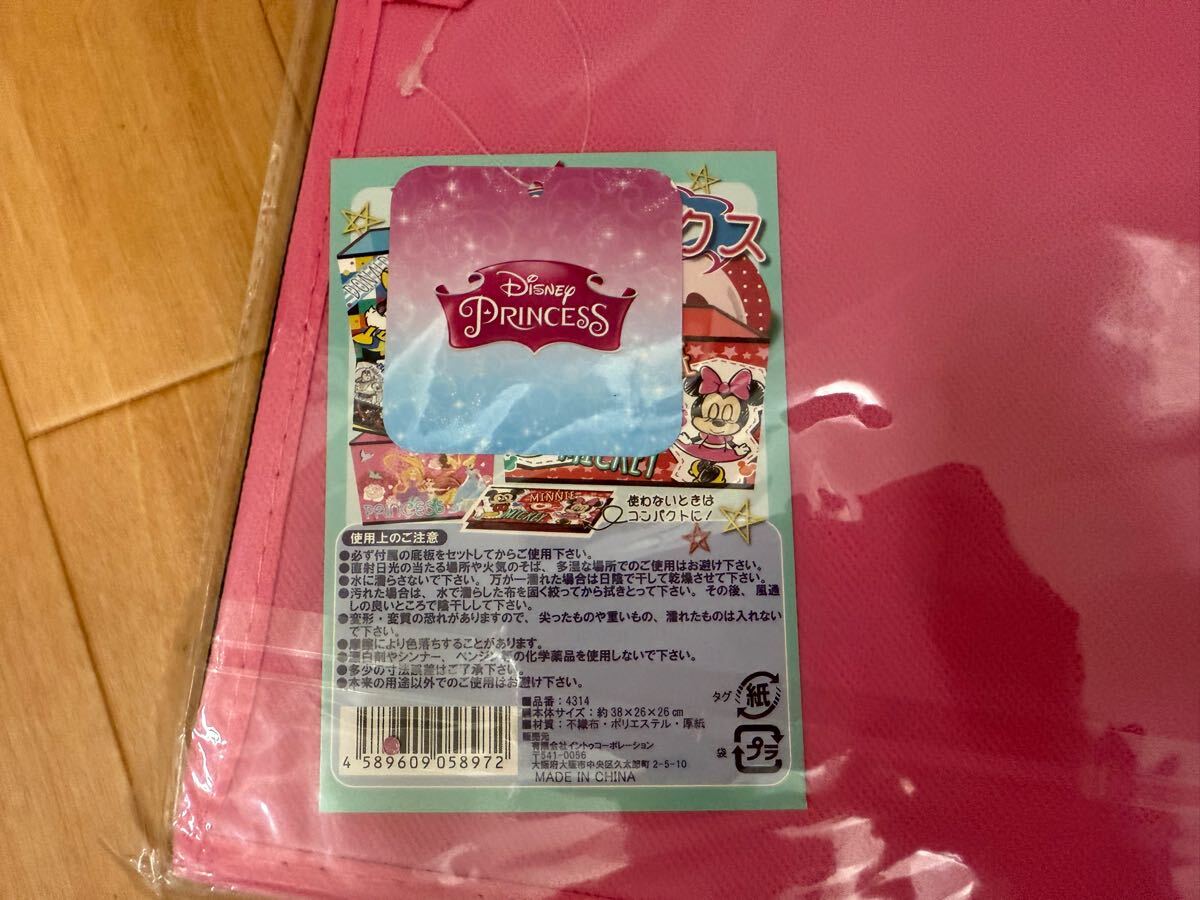 クス
DISNEY
PRINCESS
DONALD
MICKEY
MINNIE
MICKEY
princess
使わないときは
コンパクトに!
使用上のご注意
●必ず付属の底板をセットしてからご使用下さい。
●直射日光の当たる場所や火気のそば、多湿な場所でのご使用はお避け下さい。
●水に濡らさないで下さい。万が一濡れた場合は日陰で干して乾燥させて下さい。
●汚れた場合は、水で濡らした布を固く絞ってから拭きとって下さい。その後、風通
しの良いところで陰干しして下さい。
●変形・変質の恐れがありますので、尖ったものや重いもの、濡れたものは入れない
で下さい。
●摩擦により色落ちすることがあります。
●漂白剤やシンナー、ベンジン等の化学薬品を使用しないで下さい。
●多少の寸法誤差はご了承下さい。
●本来の用途以外でのご使用はお避け下さい。
■品番:4314
■本体サイズ:約38×26×26cm
■材質:不織布・ポリエステル・厚紙
販売元
有限会社イントゥコーポレーション
〒541-0056
大阪府大阪市中央区久太郎町 2-5-10
MADE IN CHINA
タグ 紙
袋 プラ
4 589609 058972